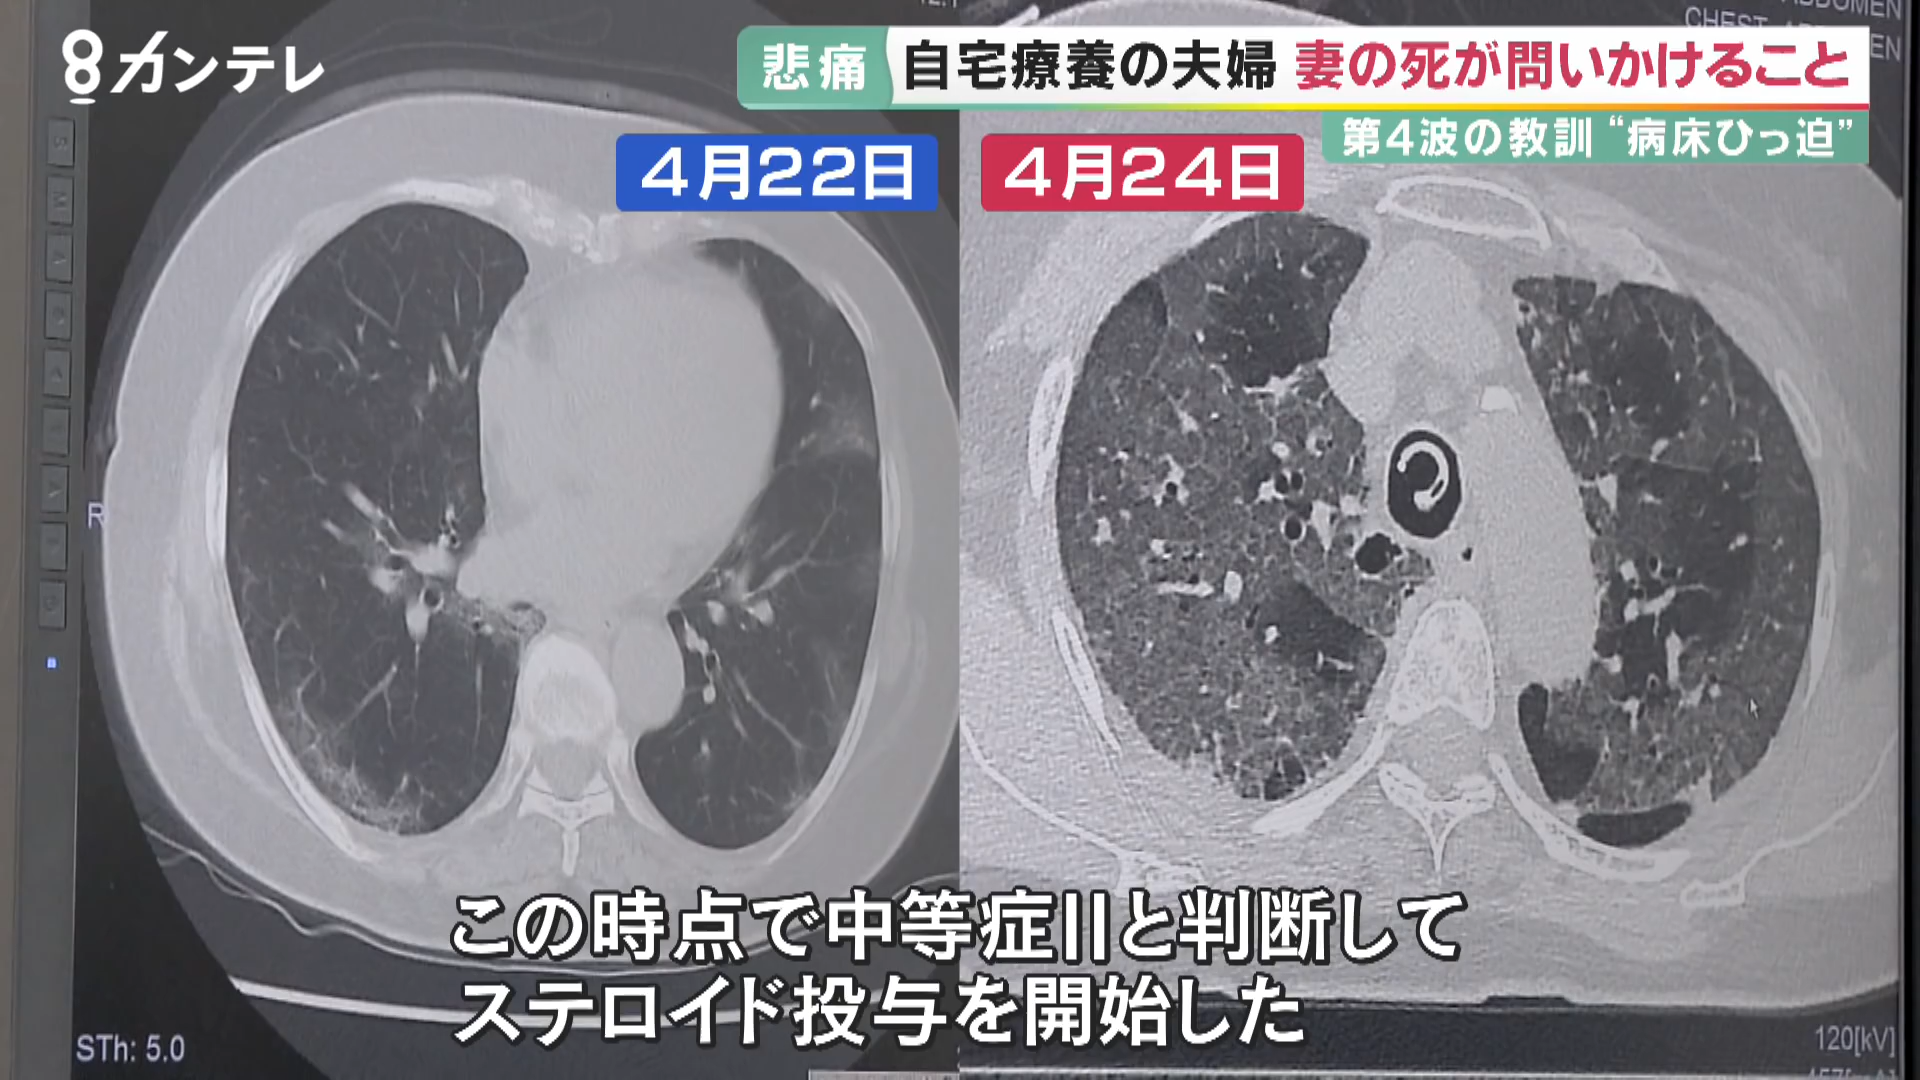 8カンテレ
悲痛 自宅療養の夫婦 妻の死が問いかけること
第4波の教訓 “病床ひっ迫”
4月22日
4月24日
R
この時点で中等症Ⅱと判断して
ステロイド投与を開始した
STh: 5.0
120[kV]